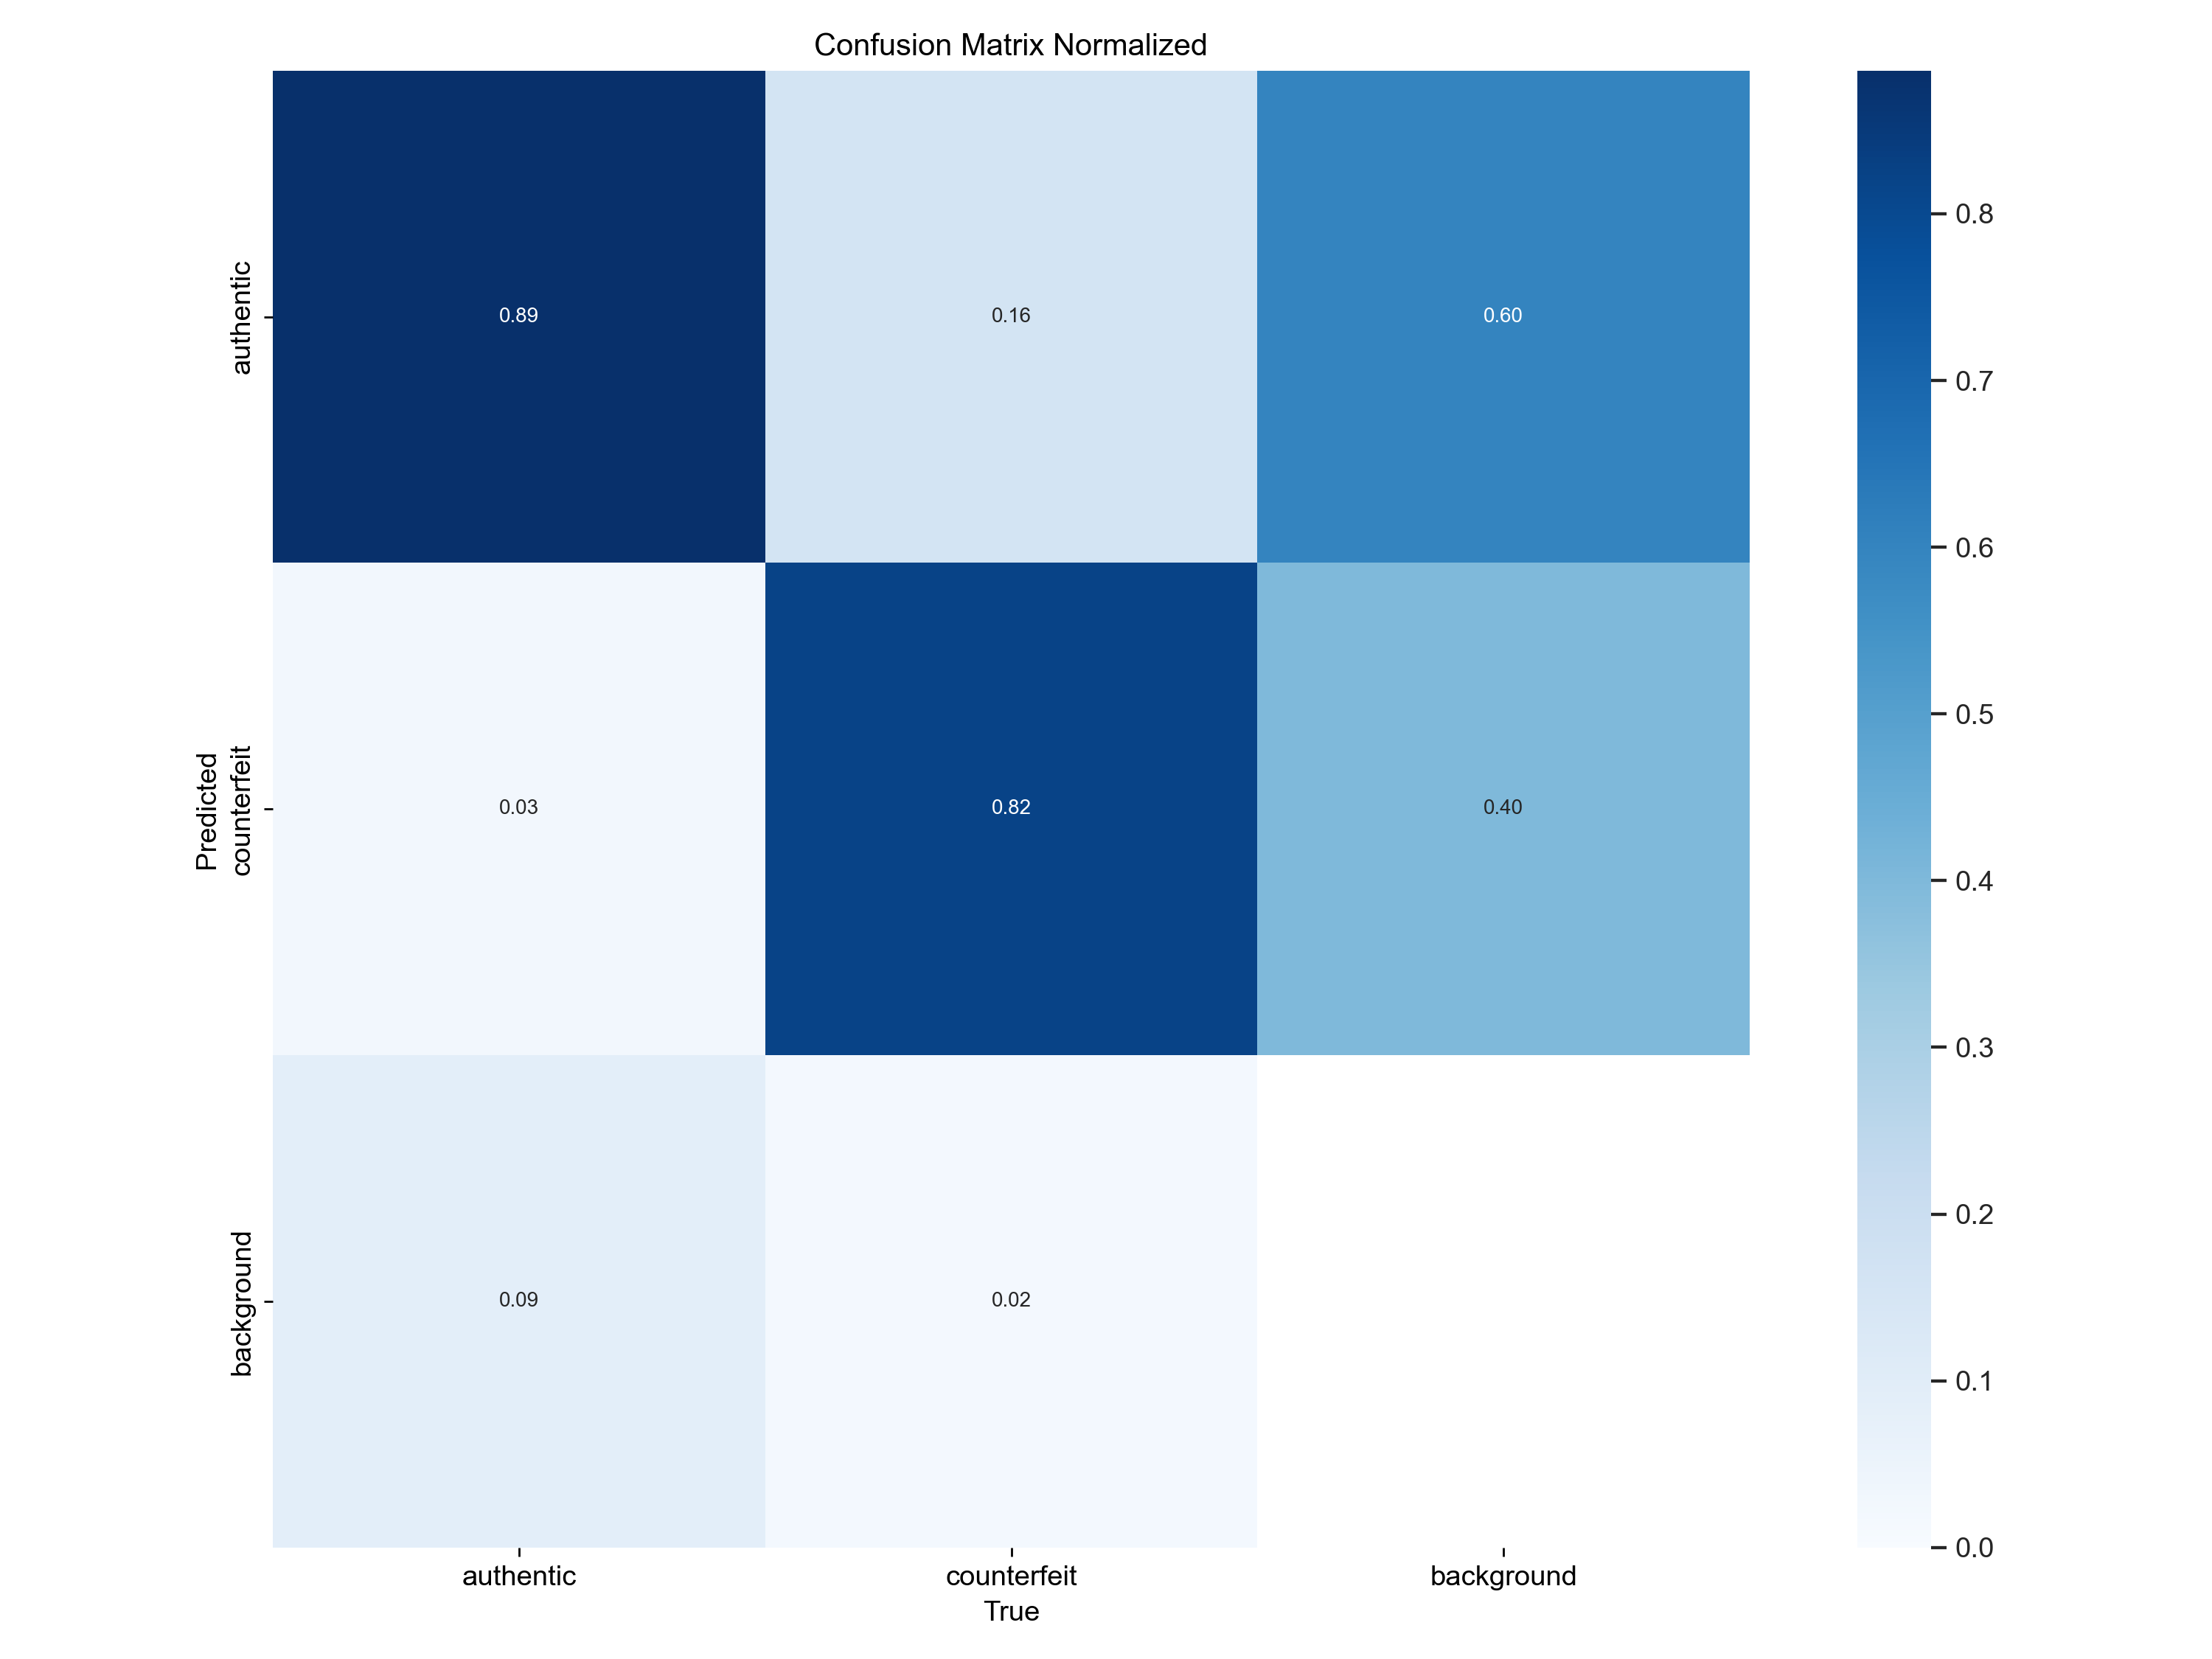 Confusion Matrix Normalized
authentic
0.89
0.16
0.60
Predicted
counterfeit
0.03
0.82
0.40
background
0.09
0.02
authentic
counterfeit
background
True
0.8
0.7
0.6
0.5
0.4
0.3
0.2
0.1
0.0